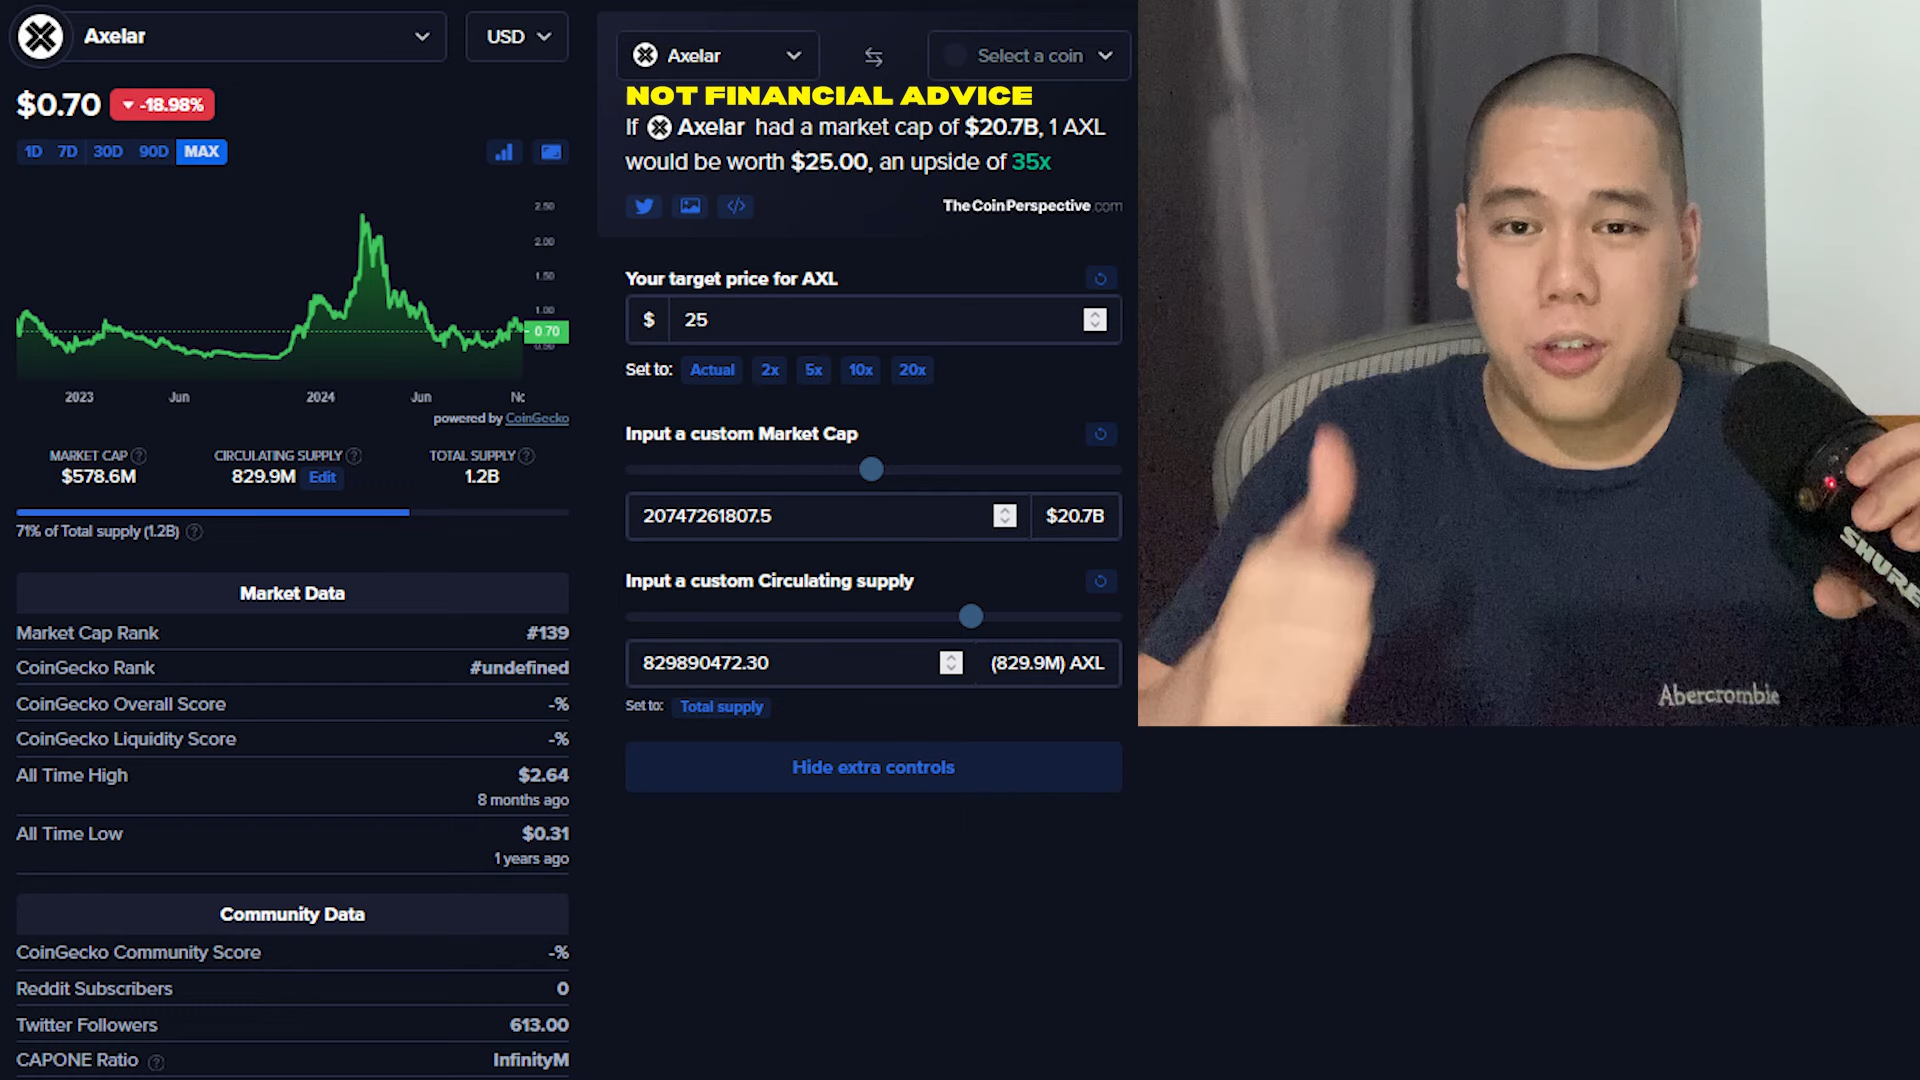 Axelar
USD
$0.70
-18.98%
1D 7D 30D 90D MAX
2.50
2.00
1.50
1.00
0.70
0.50
2023 Jun 2024 Jun Nc
powered by CoinGecko
MARKET CAP CIRCULATING SUPPLY TOTAL SUPPLY
$578.6M 829.9M Edit 1.2B
71% of Total supply (1.2B)
Market Data
Market Cap Rank #139
CoinGecko Rank #undefined
CoinGecko Overall Score -%
CoinGecko Liquidity Score -%
All Time High $2.64
8 months ago
All Time Low $0.31
1 years ago
Community Data
CoinGecko Community Score -%
Reddit Subscribers 0
Twitter Followers 613.00
CAPONE Ratio InfinityM
Axelar Select a coin
NOT FINANCIAL ADVICE
If Axelar had a market cap of $20.7B, 1 AXL
would be worth $25.00, an upside of 35x
TheCoinPerspective.com
Your target price for AXL
$ 25
Set to: Actual 2x 5x 10x 20x
Input a custom Market Cap
20747261807.5 $20.7B
Input a custom Circulating supply
829890472.30 (829.9M) AXL
Set to: Total supply
Hide extra controls
SHURE
Abercrombie